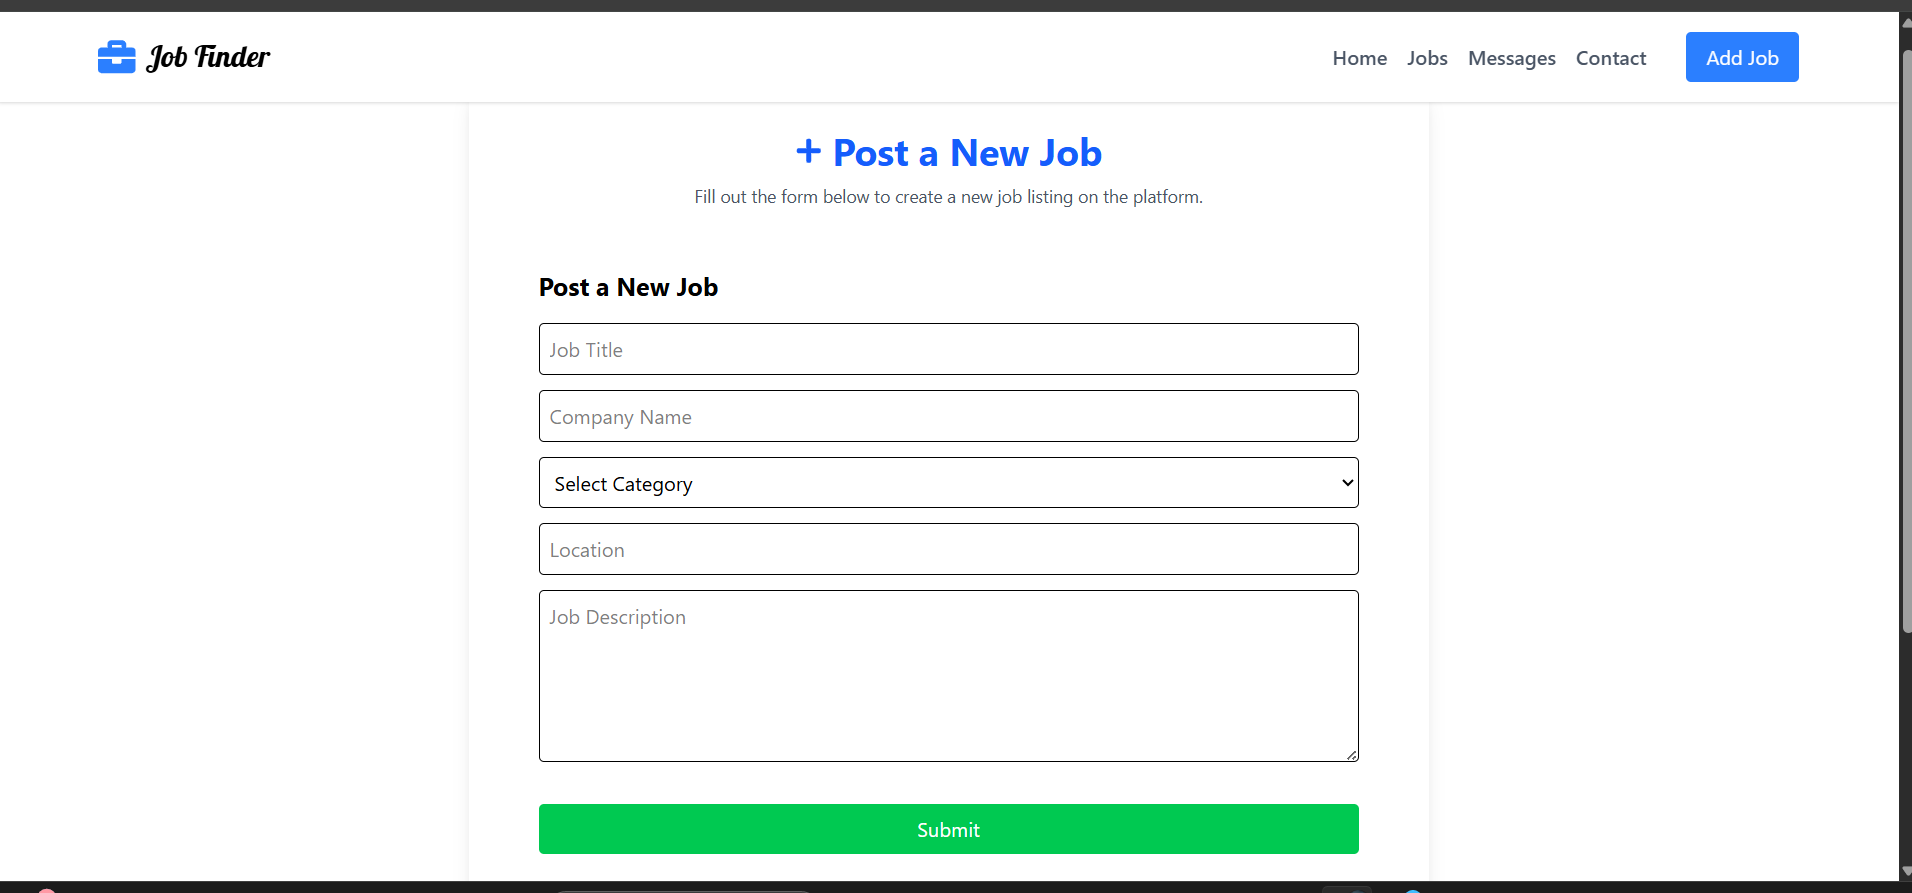 Job Finder
Home Jobs Messages Contact Add Job
+ Post a New Job
Fill out the form below to create a new job listing on the platform.
Post a New Job
Job Title
Company Name
Select Category
Location
Job Description
Submit